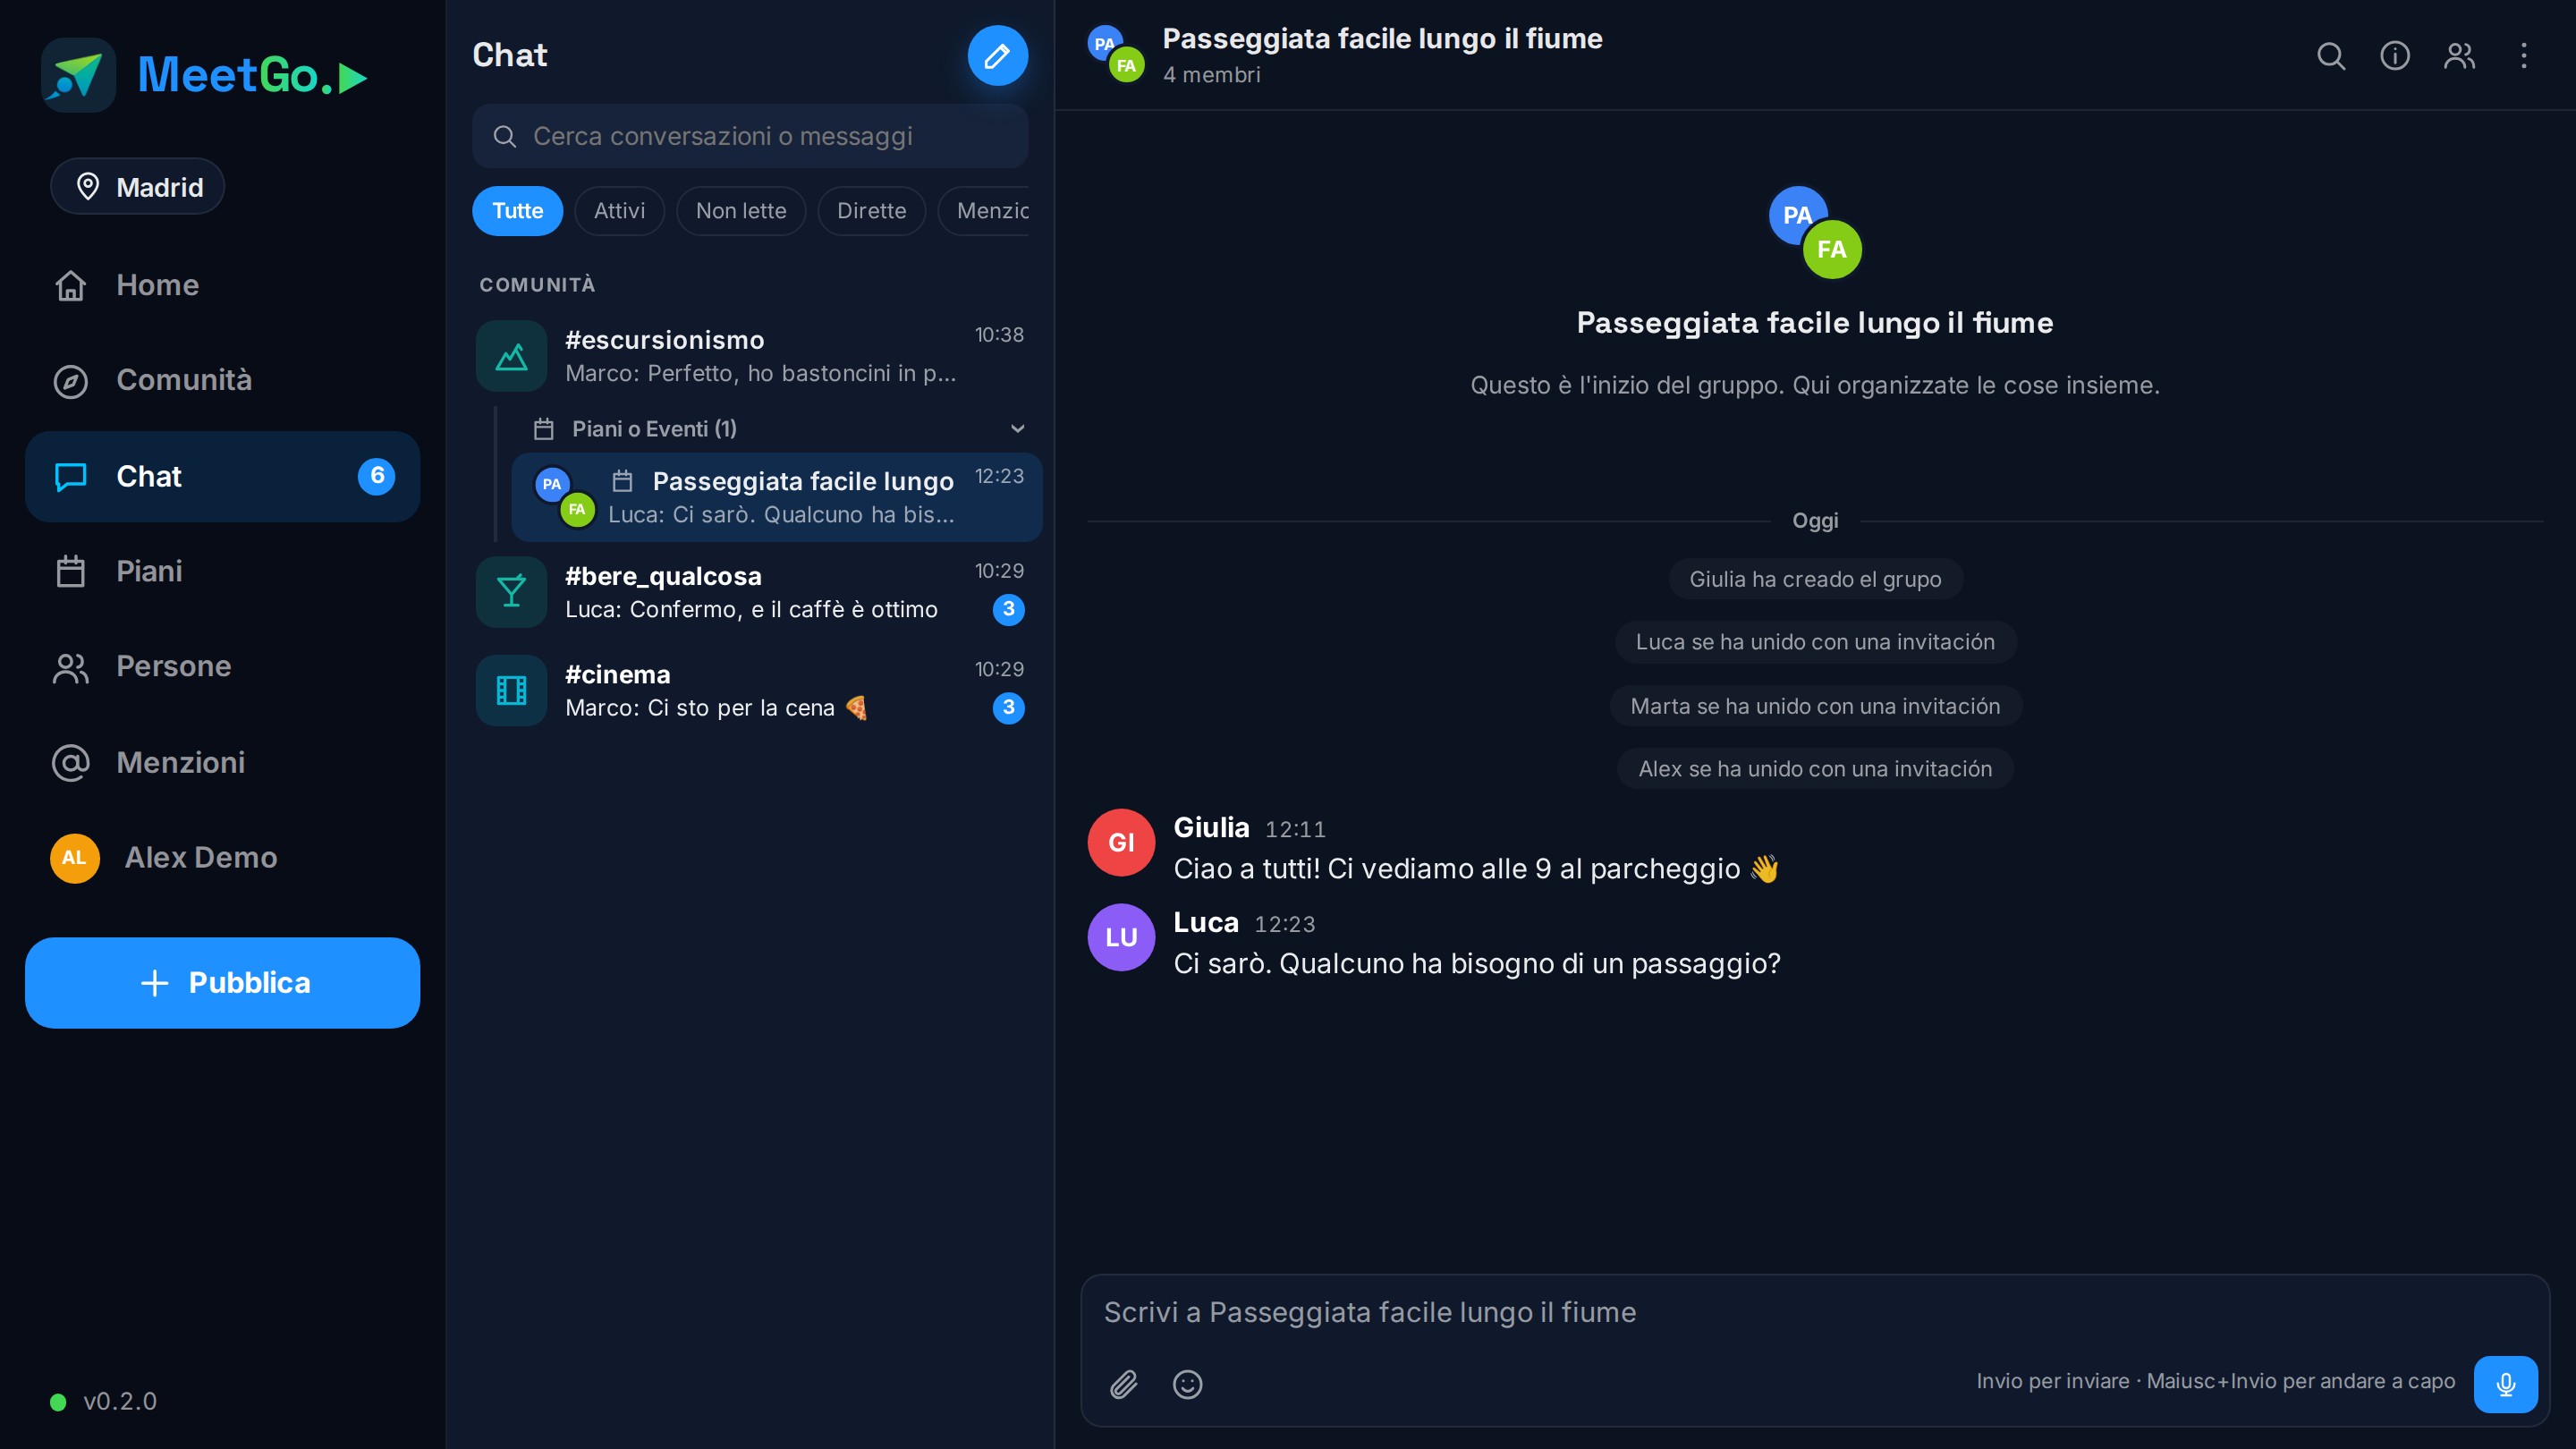 MeetGo.
Madrid
Home
Comunità
Chat
6
Piani
Persone
Menzioni
AL
Alex Demo
Pubblica
v0.2.0
Chat
Cerca conversazioni o messaggi
Tutte
Attivi
Non lette
Dirette
Menzic
COMUNITÀ
#escursionismo
10:38
Marco: Perfetto, ho bastoncini in p...
Piani o Eventi (1)
PA
FA
Passeggiata facile lungo
12:23
Luca: Ci sarò. Qualcuno ha bis...
#bere_qualcosa
10:29
Luca: Confermo, e il caffè è ottimo
3
#cinema
10:29
Marco: Ci sto per la cena 🍕
3
PA
FA
Passeggiata facile lungo il fiume
4 membri
PA
FA
Passeggiata facile lungo il fiume
Questo è l'inizio del gruppo. Qui organizzate le cose insieme.
Oggi
Giulia ha creado el grupo
Luca se ha unido con una invitación
Marta se ha unido con una invitación
Alex se ha unido con una invitación
GI
Giulia 12:11
Ciao a tutti! Ci vediamo alle 9 al parcheggio 👋
LU
Luca 12:23
Ci sarò. Qualcuno ha bisogno di un passaggio?
Scrivi a Passeggiata facile lungo il fiume
Invio per inviare · Maiusc+Invio per andare a capo